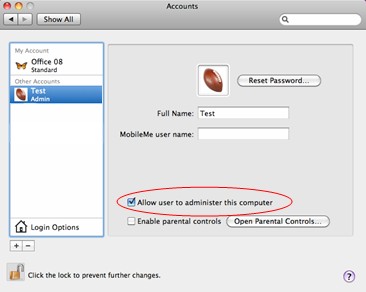 Accounts
Show All
My Account
Office 08
Standard
Other Accounts
Test
Admin
Login Options
Reset Password...
Full Name: Test
MobileMe user name:
Allow user to administer this computer
Enable parental controls
Open Parental Controls...
+ −
Click the lock to prevent further changes.
?